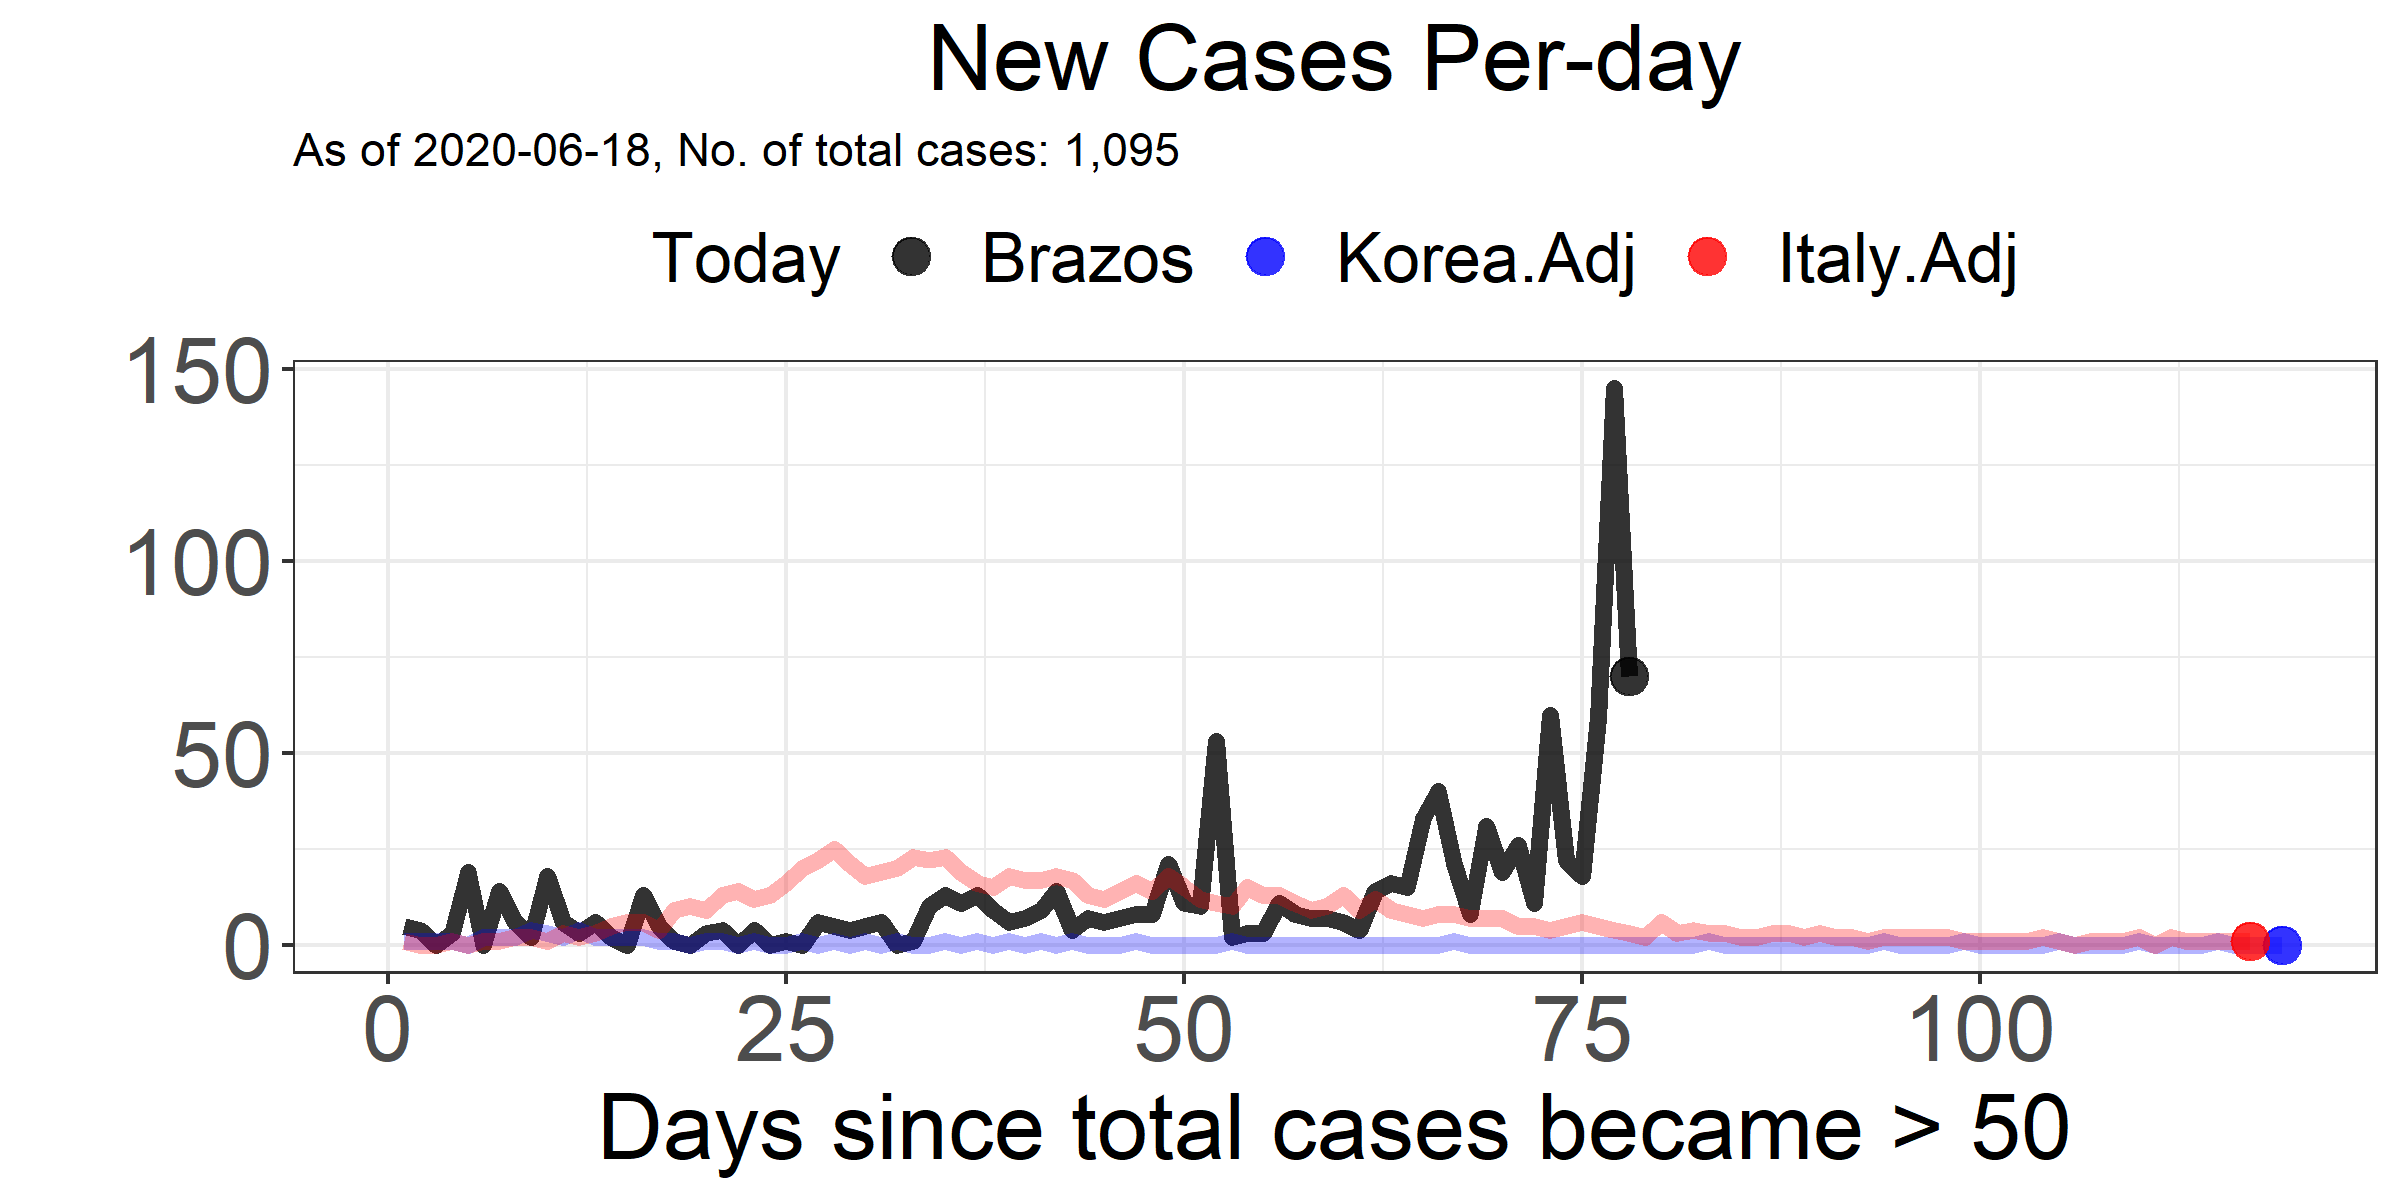 New Cases Per-day
As of 2020-06-18, No. of total cases: 1,095
Today Brazos Korea.Adj Italy.Adj
150
100
50
0
0 25 50 75 100
Days since total cases became > 50